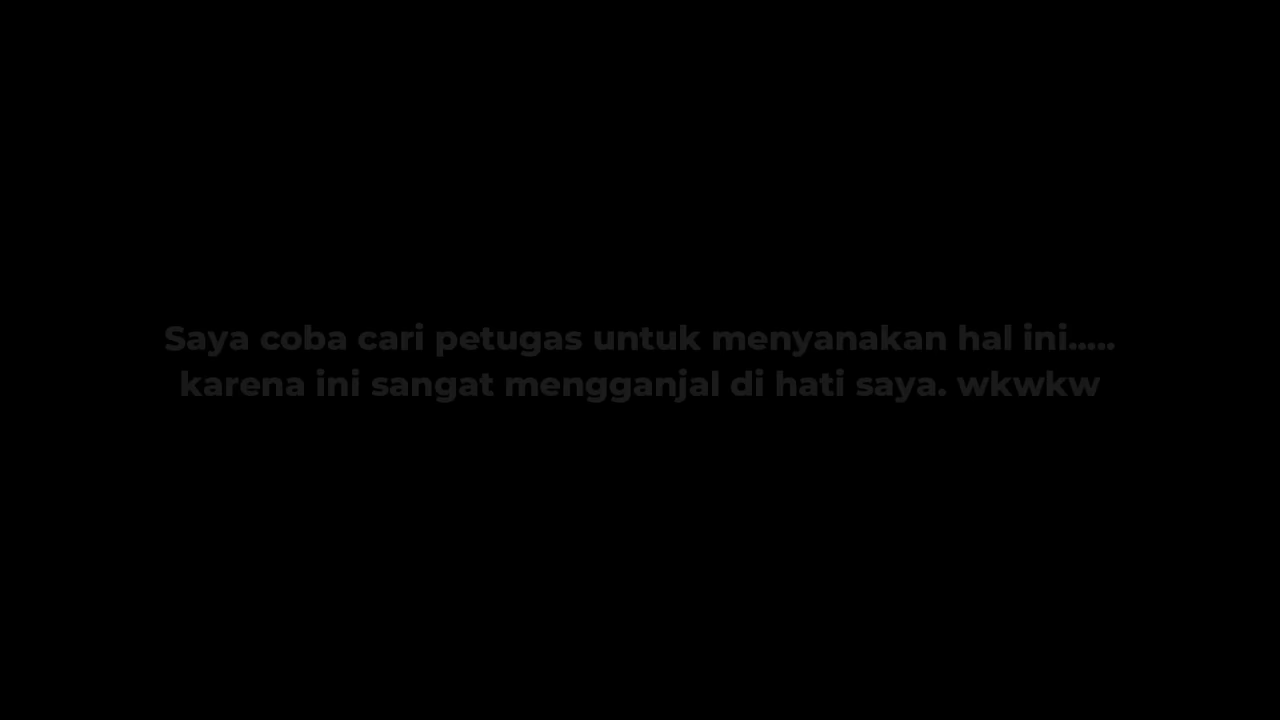 Saya coba cari petugas untuk menyanakan hal ini.....
karena ini sangat mengganjal di hati saya. wkwkw